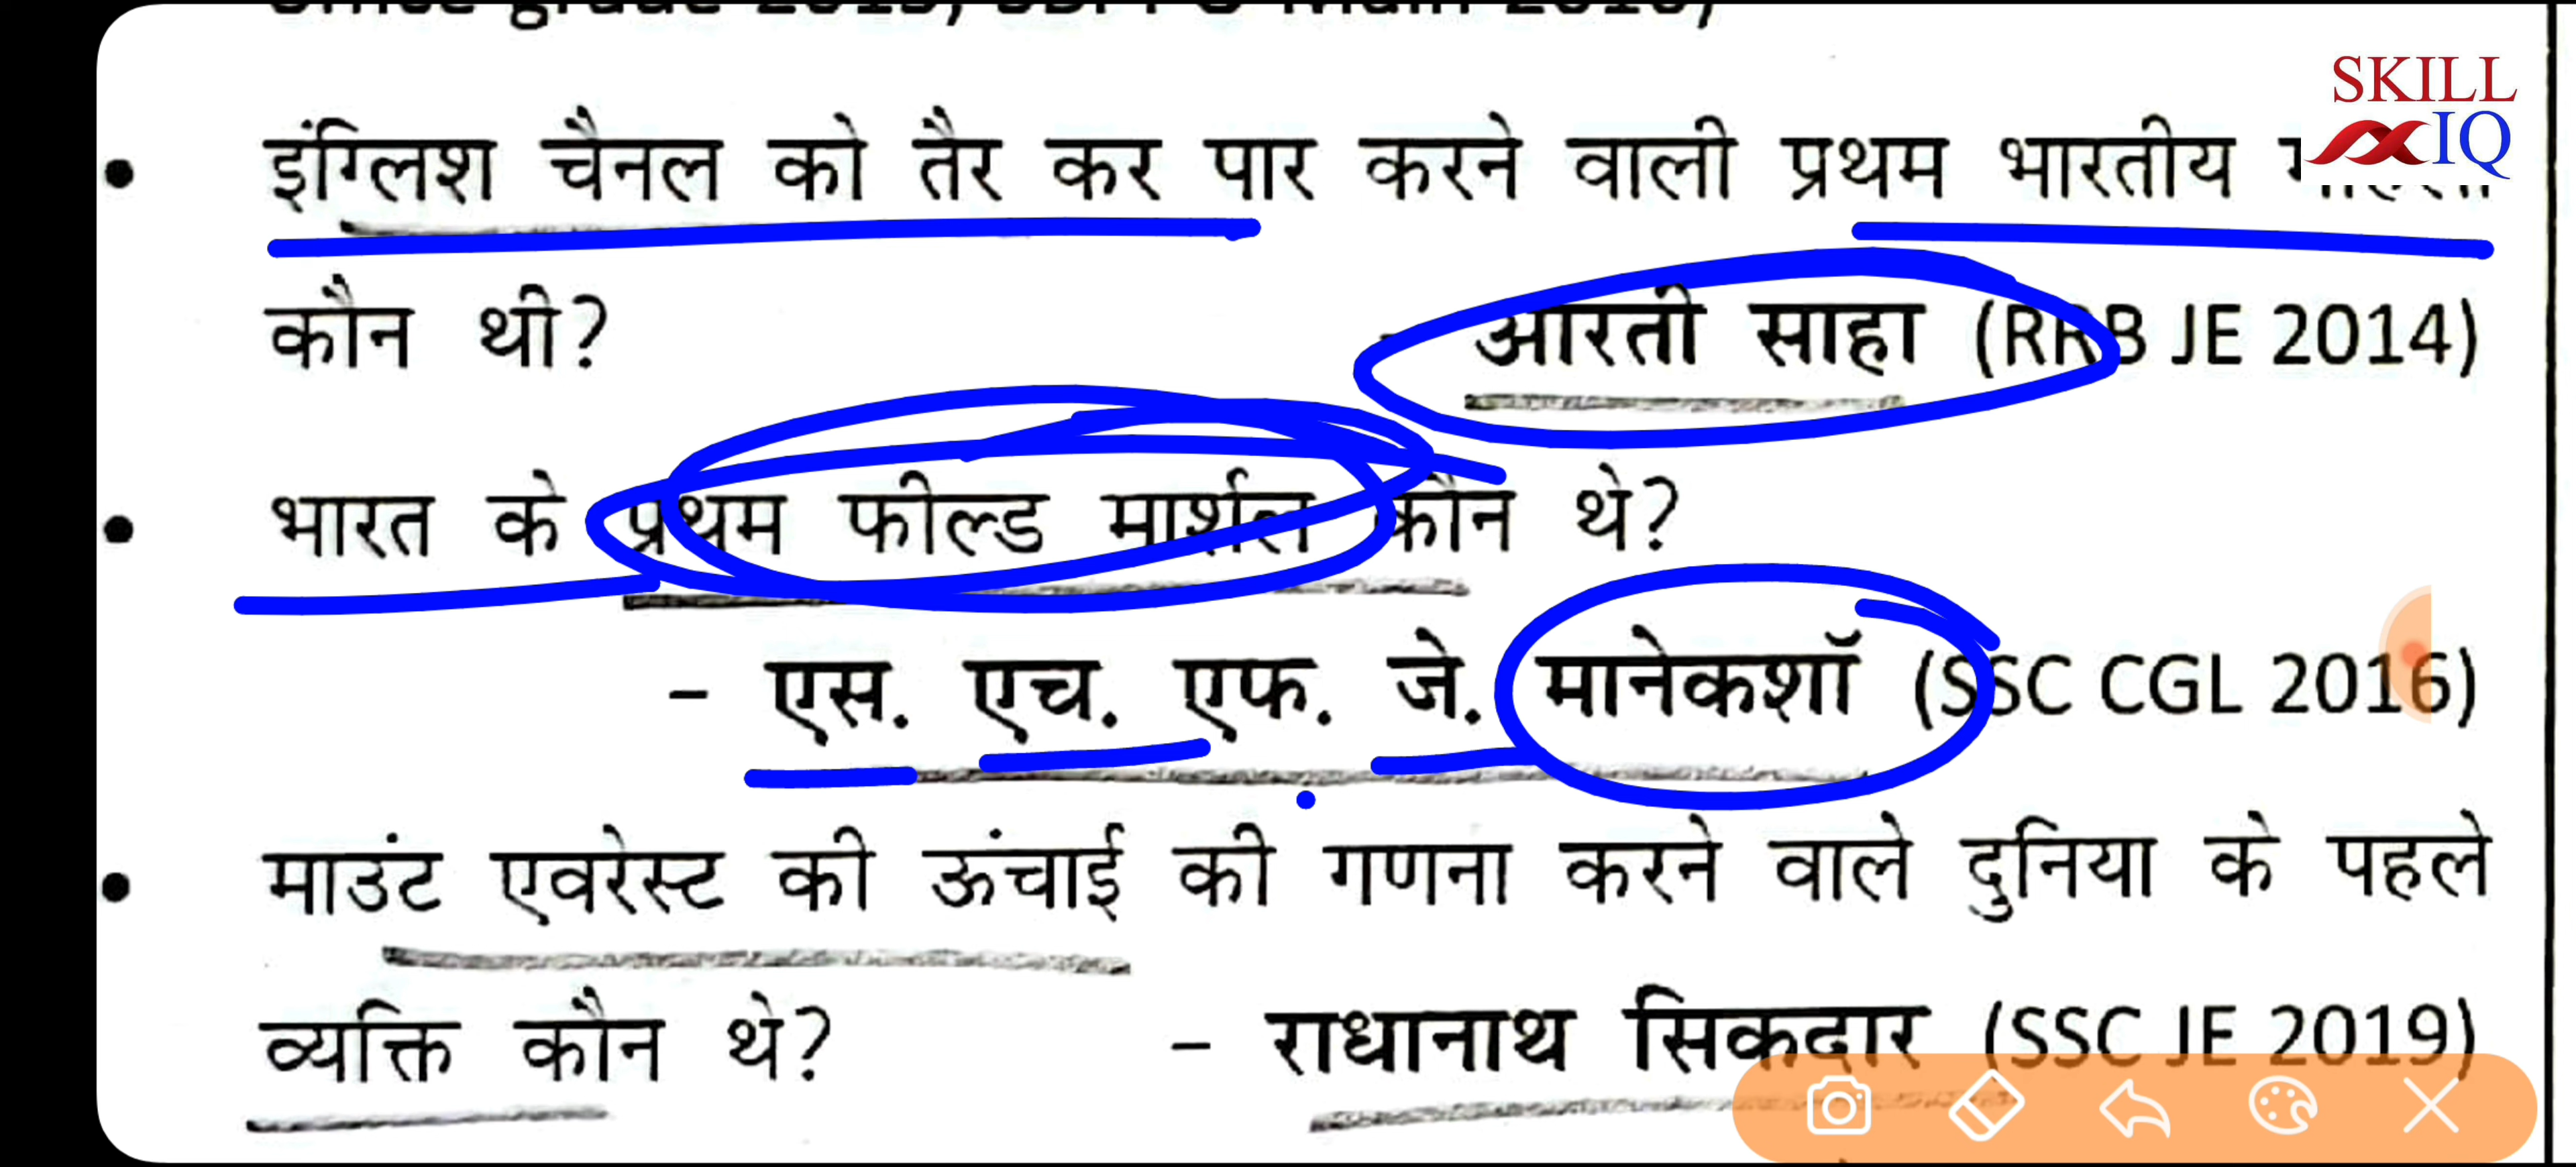 SKILL
IQ
• इंग्लिश चैनल को तैर कर पार करने वाली प्रथम भारतीय
कौन थी? - आरती साहा (RRB JE 2014)
• भारत के प्रथम फील्ड मार्शल कौन थे?
- एस. एच. एफ. जे. मानेकशॉ (SSC CGL 2016)
• माउंट एवरेस्ट की ऊंचाई की गणना करने वाले दुनिया के पहले
व्यक्ति कौन थे? - राधानाथ सिकदार (SSC JE 2019)